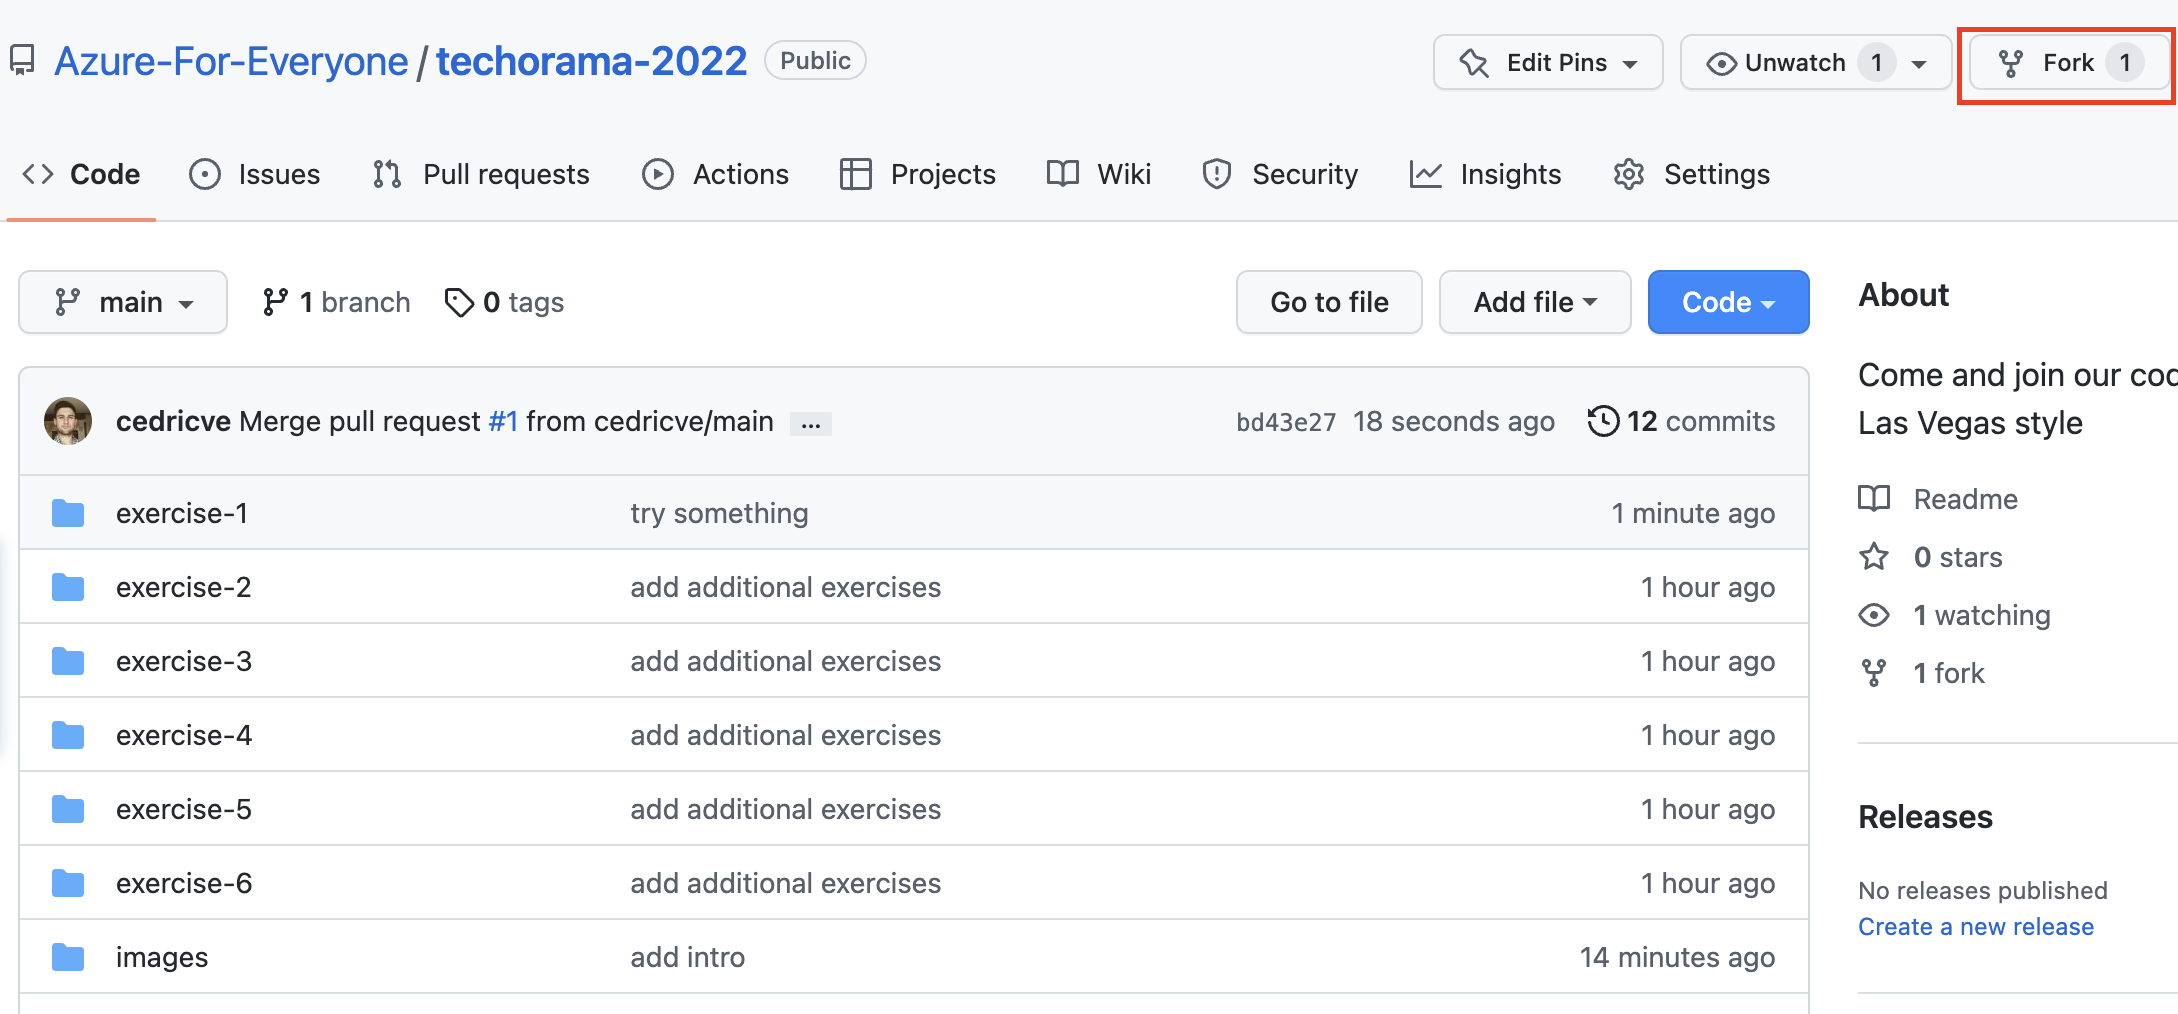 Azure-For-Everyone / techorama-2022 Public Edit Pins Unwatch 1 Fork 1
Code Issues Pull requests Actions Projects Wiki Security Insights Settings
main 1 branch 0 tags Go to file Add file Code
cedricve Merge pull request #1 from cedricve/main ... bd43e27 18 seconds ago 12 commits
exercise-1 try something 1 minute ago
exercise-2 add additional exercises 1 hour ago
exercise-3 add additional exercises 1 hour ago
exercise-4 add additional exercises 1 hour ago
exercise-5 add additional exercises 1 hour ago
exercise-6 add additional exercises 1 hour ago
images add intro 14 minutes ago
About
Come and join our
Las Vegas style
Readme
0 stars
1 watching
1 fork
Releases
No releases published
Create a new release